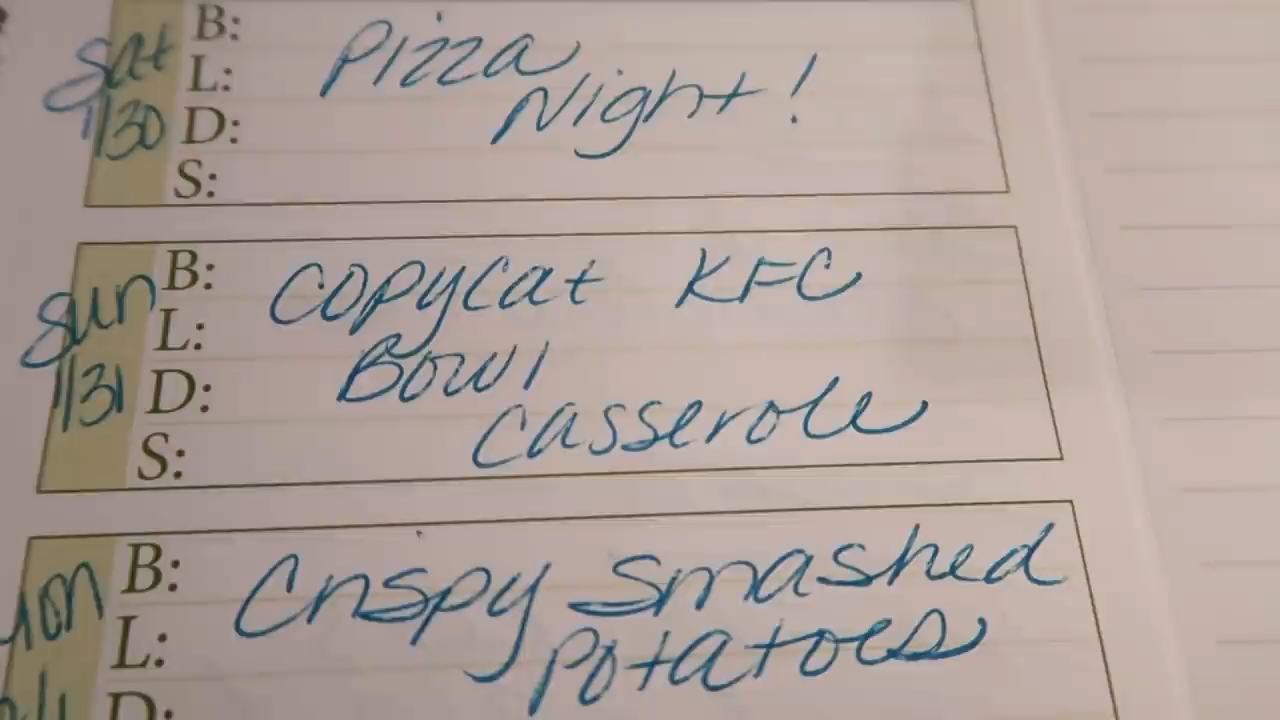 Sat
1/30
B:
L:
D:
S:
Pizza
Night!
Sun
1/31
B:
L:
D:
S:
Copycat KFC
Bowl
Casserole
B:
L:
D:
Crispy Smashed
Potatoes